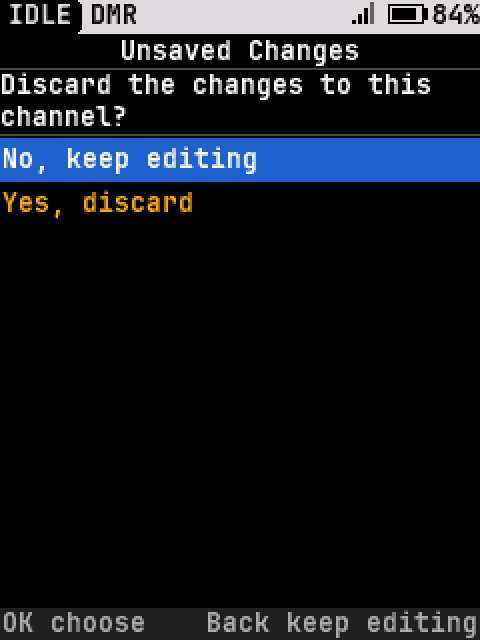 IDLE DMR 84%
Unsaved Changes
Discard the changes to this
channel?
No, keep editing
Yes, discard
OK choose Back keep editing